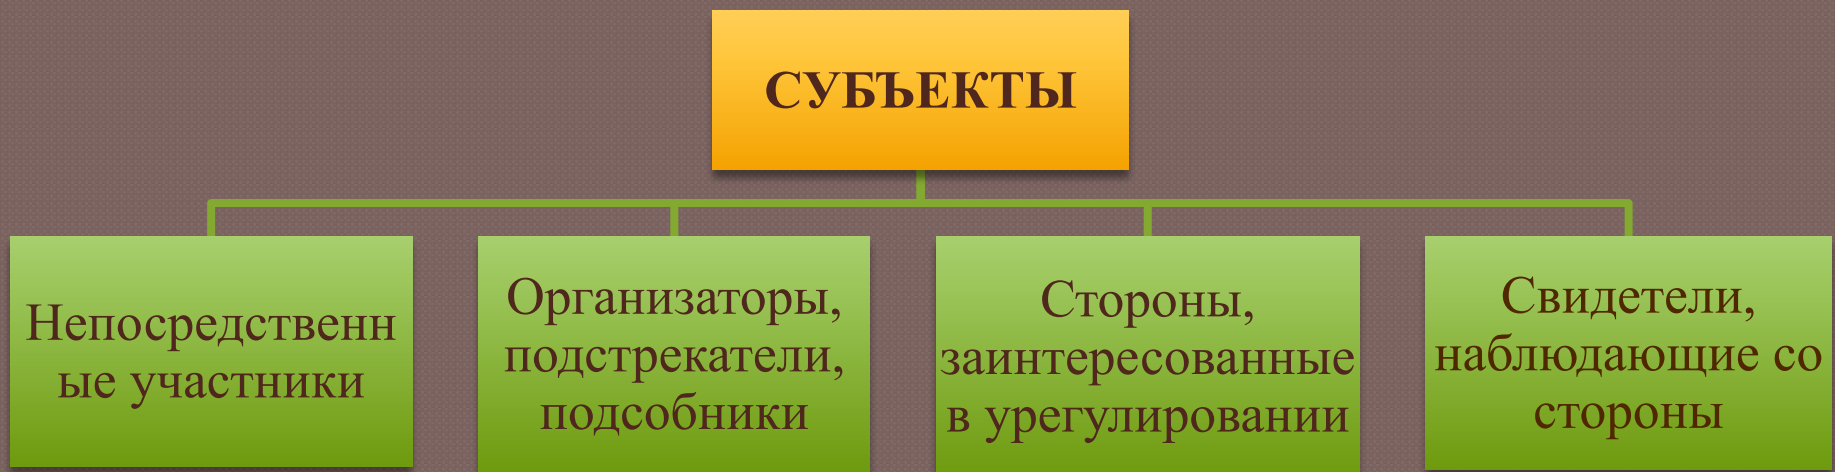 СУБЪЕКТЫ
Непосредственн
ые участники
Организаторы,
подстрекатели,
подсобники
Стороны,
заинтересованные
в урегулировании
Свидетели,
наблюдающие со
стороны